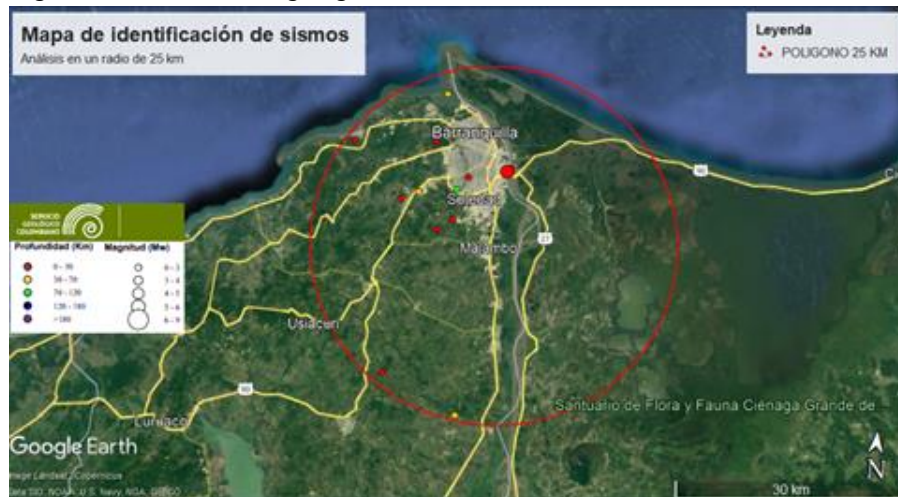 Mapa de identificación de sismos
Análisis en un radio de 25 km
Leyenda
POLIGONO 25 KM
Barranquilla
Soledad
Malambo
Usiacurí
Luruaco
90
27
90
SERVICIO
GEOLÓGICO
COLOMBIANO
Profundidad (Km) Magnitud (Mw)
0 - 30 0 - 3
30 - 70 3 - 4
70 - 120 4 - 5
120 - 180 5 - 6
>180 6 - 9
Santuario de Flora y Fauna Ciénaga Grande de
Google Earth
Image Landsat / Copernicus
Data SIO, NOAA, U.S. Navy, NGA, GEBCO
N
30 km